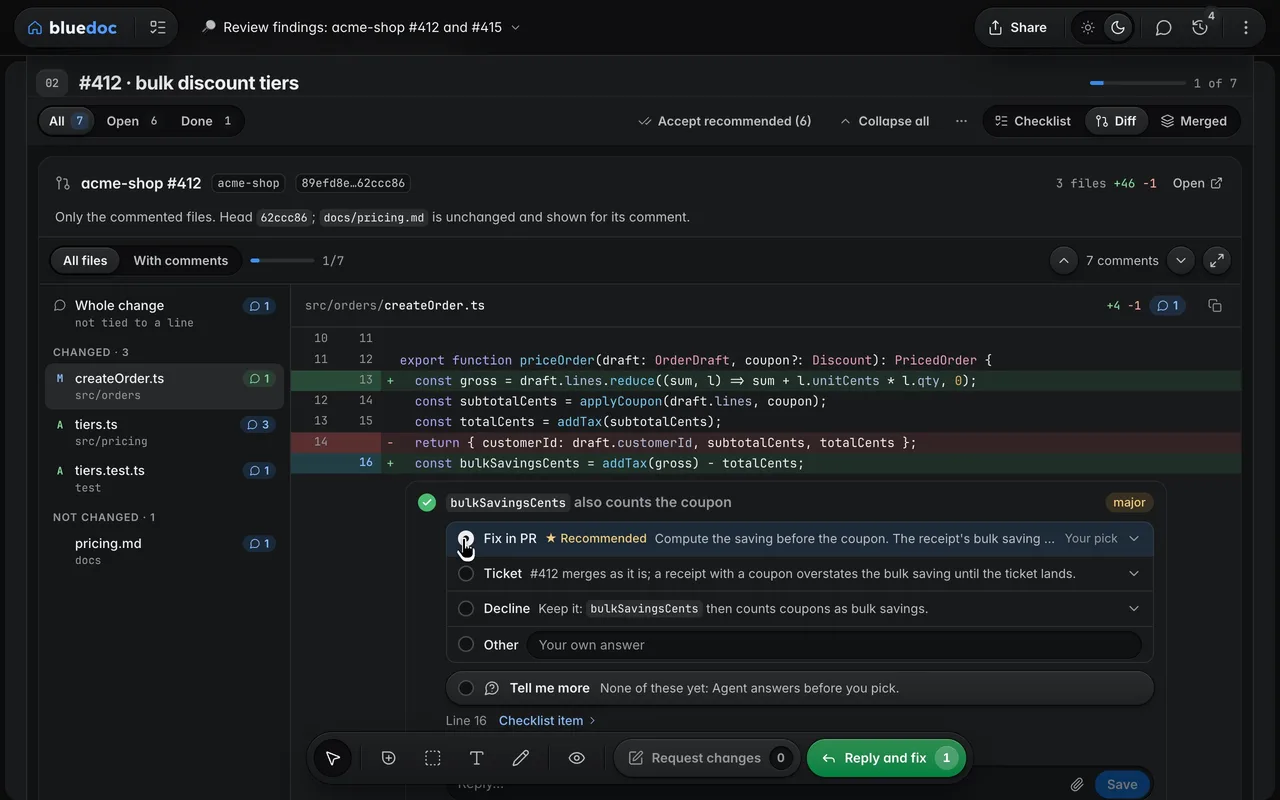 bluedoc
Review findings: acme-shop #412 and #415
Share
4
02 #412 · bulk discount tiers
1 of 7
All 7 Open 6 Done 1
Accept recommended (6) Collapse all ··· Checklist Diff Merged
acme-shop #412 acme-shop 89efd8e…62ccc86 3 files +46 -1 Open
Only the commented files. Head 62ccc86; docs/pricing.md is unchanged and shown for its comment.
All files With comments 1/7 7 comments
Whole change 1
not tied to a line
CHANGED · 3
M createOrder.ts 1
src/orders
A tiers.ts 3
src/pricing
A tiers.test.ts 1
test
NOT CHANGED · 1
pricing.md 1
docs
src/orders/createOrder.ts +4 -1 1
10 11
11 12 export function priceOrder(draft: OrderDraft, coupon?: Discount): PricedOrder {
13 + const gross = draft.lines.reduce((sum, l) => sum + l.unitCents * l.qty, 0);
12 14 const subtotalCents = applyCoupon(draft.lines, coupon);
13 15 const totalCents = addTax(subtotalCents);
14 - return { customerId: draft.customerId, subtotalCents, totalCents };
16 + const bulkSavingsCents = addTax(gross) - totalCents;
bulkSavingsCents also counts the coupon major
Fix in PR ★ Recommended Compute the saving before the coupon. The receipt's bulk saving ... Your pick
Ticket #412 merges as it is; a receipt with a coupon overstates the bulk saving until the ticket lands.
Decline Keep it: bulkSavingsCents then counts coupons as bulk savings.
Other Your own answer
Tell me more None of these yet: Agent answers before you pick.
Line 16 Checklist item
Request changes 0 Reply and fix 1
Reply... Save